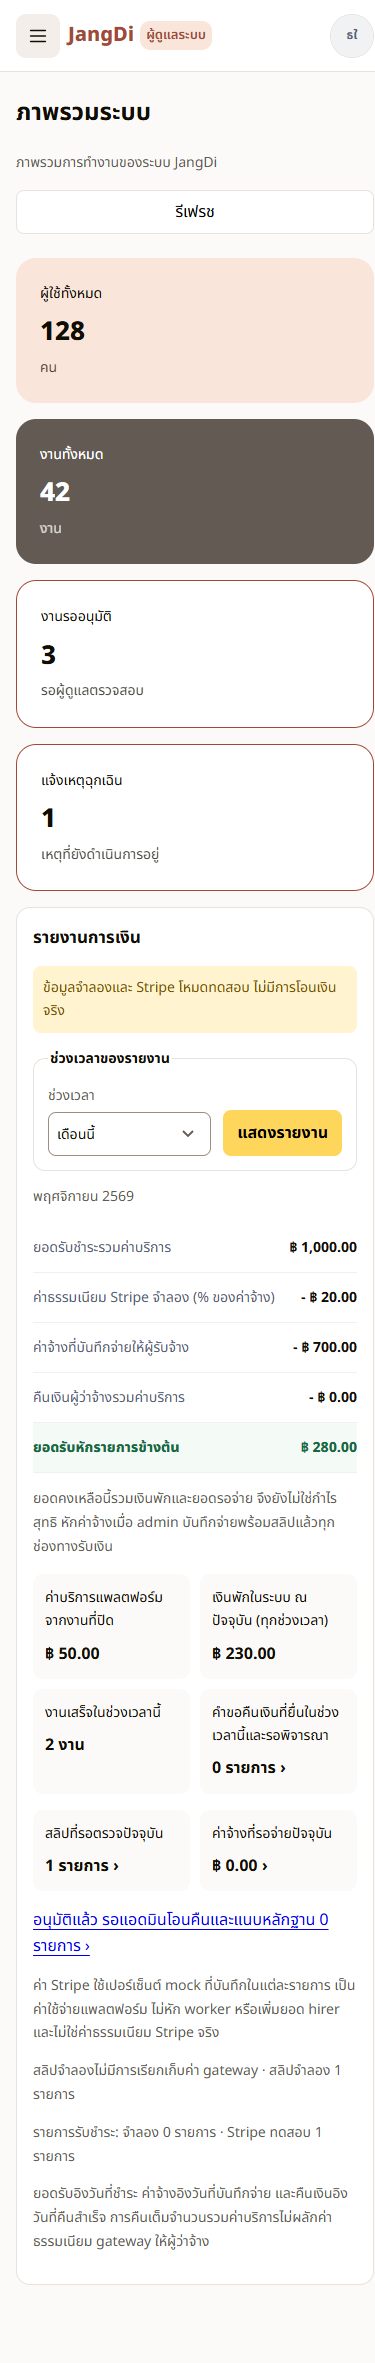 JangDi ผู้ดูแลระบบ
ธใ
ภาพรวมระบบ
ภาพรวมการทำงานของระบบ JangDi
รีเฟรช
ผู้ใช้ทั้งหมด
128
คน
งานทั้งหมด
42
งาน
งานรออนุมัติ
3
รอผู้ดูแลตรวจสอบ
แจ้งเหตุฉุกเฉิน
1
เหตุที่ยังดำเนินการอยู่
รายงานการเงิน
ข้อมูลจำลองและ Stripe โหมดทดสอบ ไม่มีการโอนเงิน
จริง
ช่วงเวลาของรายงาน
ช่วงเวลา
เดือนนี้
แสดงรายงาน
พฤศจิกายน 2569
ยอดรับชำระรวมค่าบริการ ฿ 1,000.00
ค่าธรรมเนียม Stripe จำลอง (% ของค่าจ้าง) - ฿ 20.00
ค่าจ้างที่บันทึกจ่ายให้ผู้รับจ้าง - ฿ 700.00
คืนเงินผู้ว่าจ้างรวมค่าบริการ - ฿ 0.00
ยอดรับหักรายการข้างต้น ฿ 280.00
ยอดคงเหลือนี้รวมเงินพักและยอดรอจ่าย จึงยังไม่ใช่กำไร
สุทธิ หักค่าจ้างเมื่อ admin บันทึกจ่ายพร้อมสลิปแล้วทุก
ช่องทางรับเงิน
ค่าบริการแพลตฟอร์ม
จากงานที่ปิด
฿ 50.00
เงินพักในระบบ ณ
ปัจจุบัน (ทุกช่วงเวลา)
฿ 230.00
งานเสร็จในช่วงเวลานี้
2 งาน
คำขอคืนเงินที่ยื่นในช่วง
เวลานี้และรอพิจารณา
0 รายการ ›
สลิปที่รอตรวจปัจจุบัน
1 รายการ ›
ค่าจ้างที่รอจ่ายปัจจุบัน
฿ 0.00 ›
อนุมัติแล้ว รอแอดมินโอนคืนและแนบหลักฐาน 0
รายการ ›
ค่า Stripe ใช้เปอร์เซ็นต์ mock ที่บันทึกในแต่ละรายการ เป็น
ค่าใช้จ่ายแพลตฟอร์ม ไม่หัก worker หรือเพิ่มยอด hirer
และไม่ใช่ค่าธรรมเนียม Stripe จริง
สลิปจำลองไม่มีการเรียกเก็บค่า gateway · สลิปจำลอง 1
รายการ
รายการรับชำระ: จำลอง 0 รายการ · Stripe ทดสอบ 1
รายการ
ยอดรับอิงวันที่ชำระ ค่าจ้างอิงวันที่บันทึกจ่าย และคืนเงินอิง
วันที่คืนสำเร็จ การคืนเต็มจำนวนรวมค่าบริการไม่ผลักค่า
ธรรมเนียม gateway ให้ผู้ว่าจ้าง